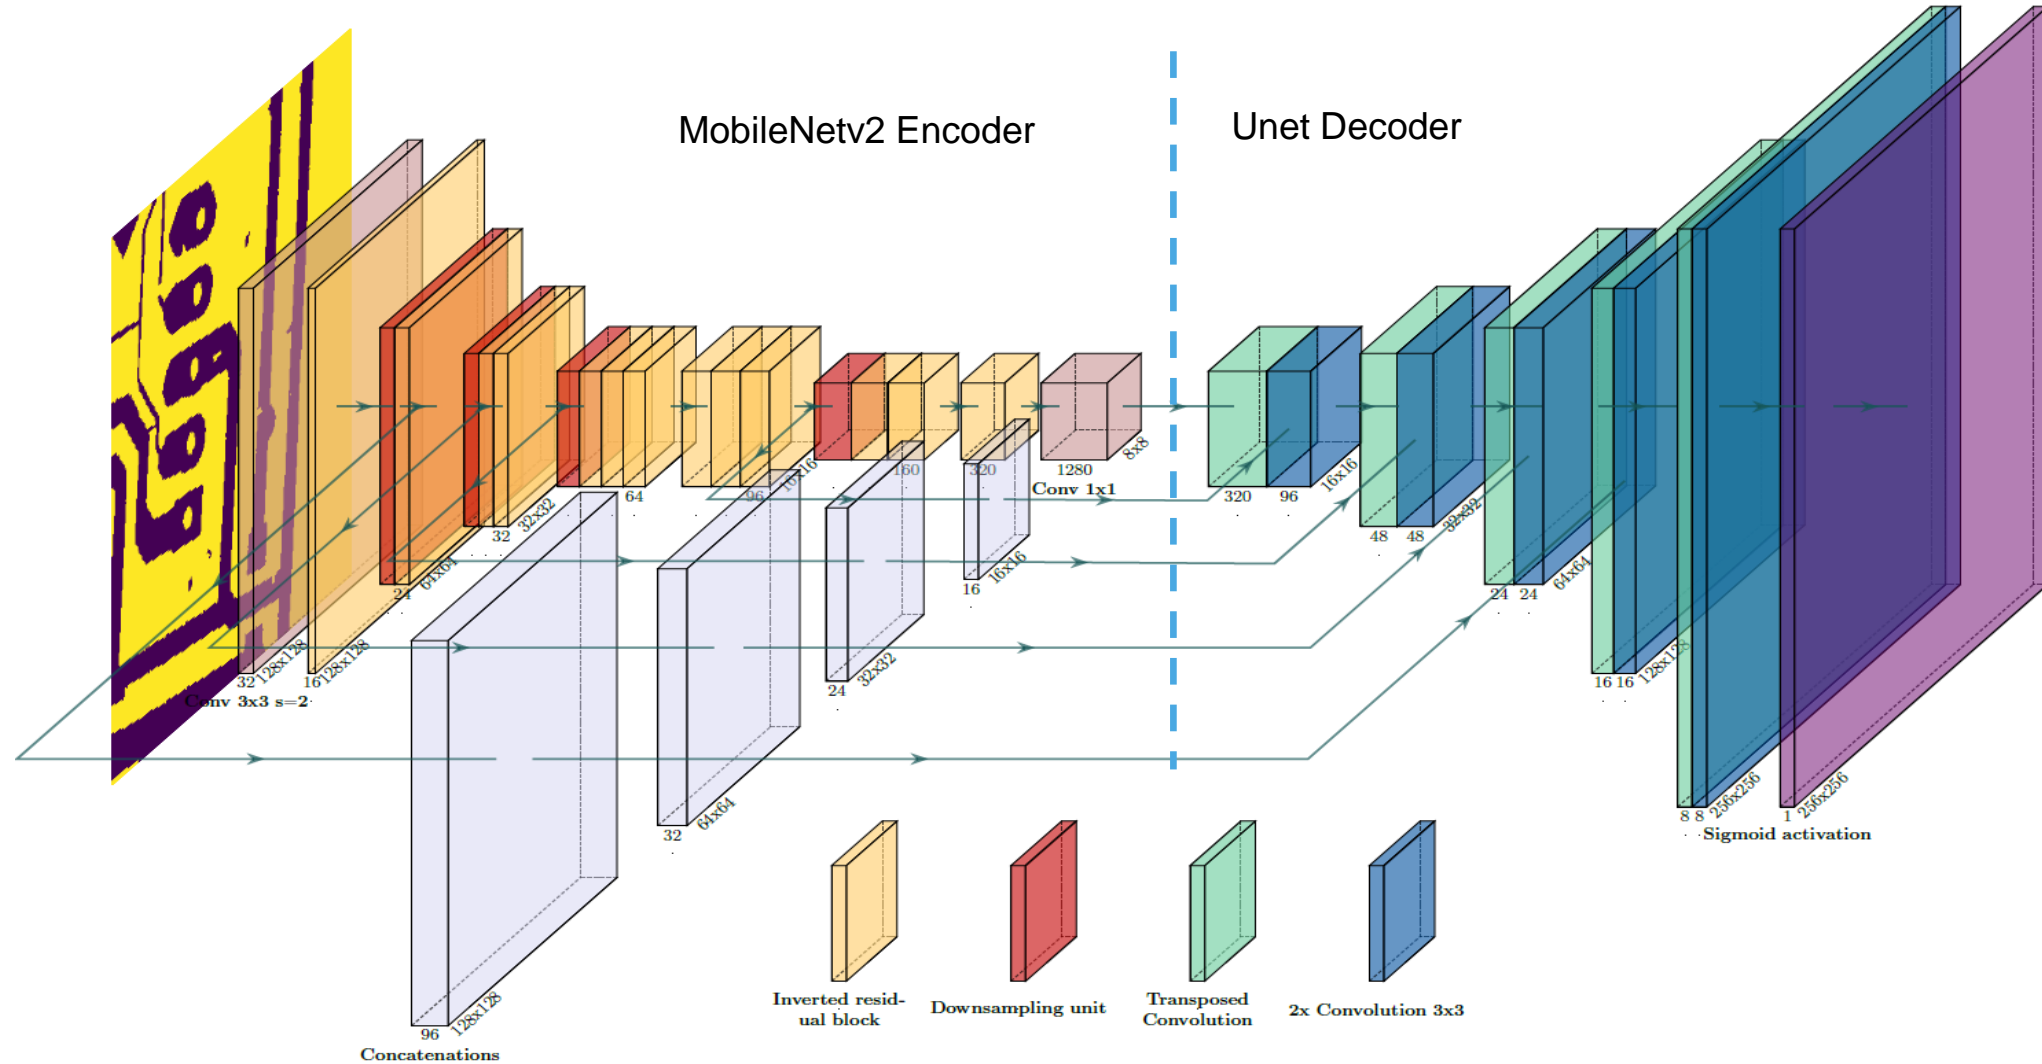 MobileNetv2 Encoder
Unet Decoder
32
128x128
Conv 3x3 s=2
16
128x128
24
64x64
32
32x32
64
96
16x16
160
320
1280
8x8
Conv 1x1
320
96
16x16
48
48
32x32
24
24
64x64
16
16
128x128
8
8
256x256
1
256x256
Sigmoid activation
96
128x128
Concatenations
32
64x64
24
32x32
16
16x16
Inverted resid-
ual block
Downsampling unit
Transposed
Convolution
2x Convolution 3x3